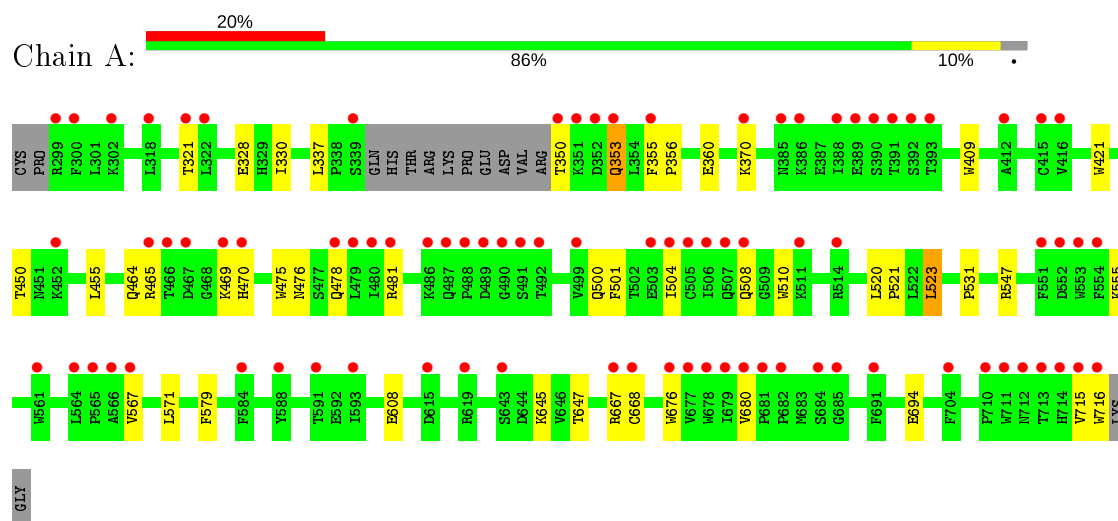 20%
Chain A:
86% 10% •
CYS PRO R299 F300 L301 K302 L318 T321 L322 E328 H329 I330 L337 P338 S339 GLN HIS THR ARG LYS PRO GLU ASP VAL ARG T350 K351 D352 Q353 L354 F355 P356 E360 K370 N385 K386 E387 I388 E389 S390 T391 S392 T393 W409 A412 C415 V416 W421
T450 N451 K452 L455 Q464 R465 T466 D467 G468 K469 H470 W475 N476 S477 Q478 L479 I480 R481 K486 Q487 P488 D489 G490 S491 T492 V499 Q500 F501 T502 E503 I504 C505 I506 Q507 Q508 G509 W510 K511 R514 L520 P521 L522 L523 P531 R547 F551 D552 W553 F554 K555
W561 L564 P565 A566 V567 L571 F579 F584 Y588 T591 E592 I593 E608 D615 R619 S643 D644 K645 V646 T647 R667 C668 W676 V677 W678 I679 V680 P681 P682 M683 S684 G685 F691 E694 F704 P710 W711 N712 T713 H714 V715 W716 LYS
GLY